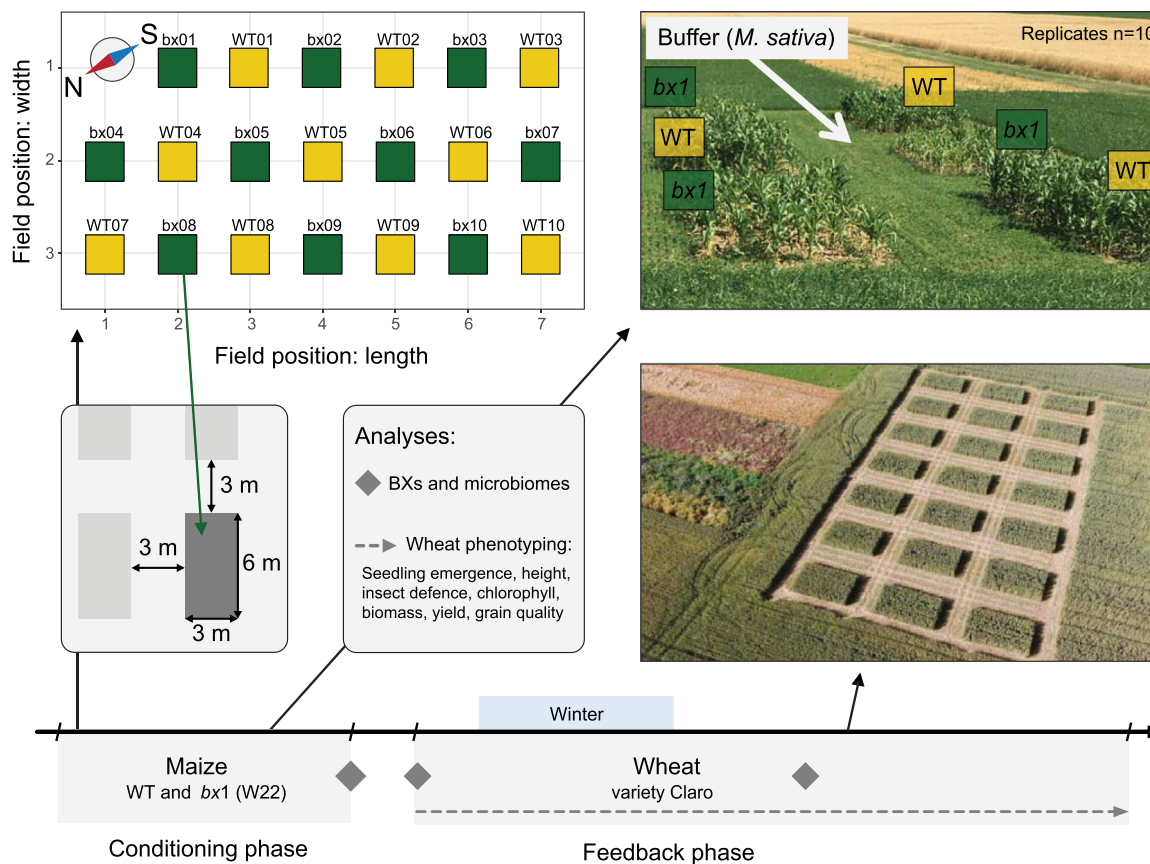 S
N
bx01 WT01 bx02 WT02 bx03 WT03
1
bx04 WT04 bx05 WT05 bx06 WT06 bx07
2
WT07 bx08 WT08 bx09 WT09 bx10 WT10
3
Field position: width
1 2 3 4 5 6 7
Field position: length
Buffer (M. sativa)
Replicates n=10
bx1
WT
WT
bx1
bx1
WT
3 m
3 m
6 m
3 m
Analyses:
BXs and microbiomes
Wheat phenotyping:
Seedling emergence, height,
insect defence, chlorophyll,
biomass, yield, grain quality
Winter
Maize
WT and bx1 (W22)
Wheat
variety Claro
Conditioning phase
Feedback phase